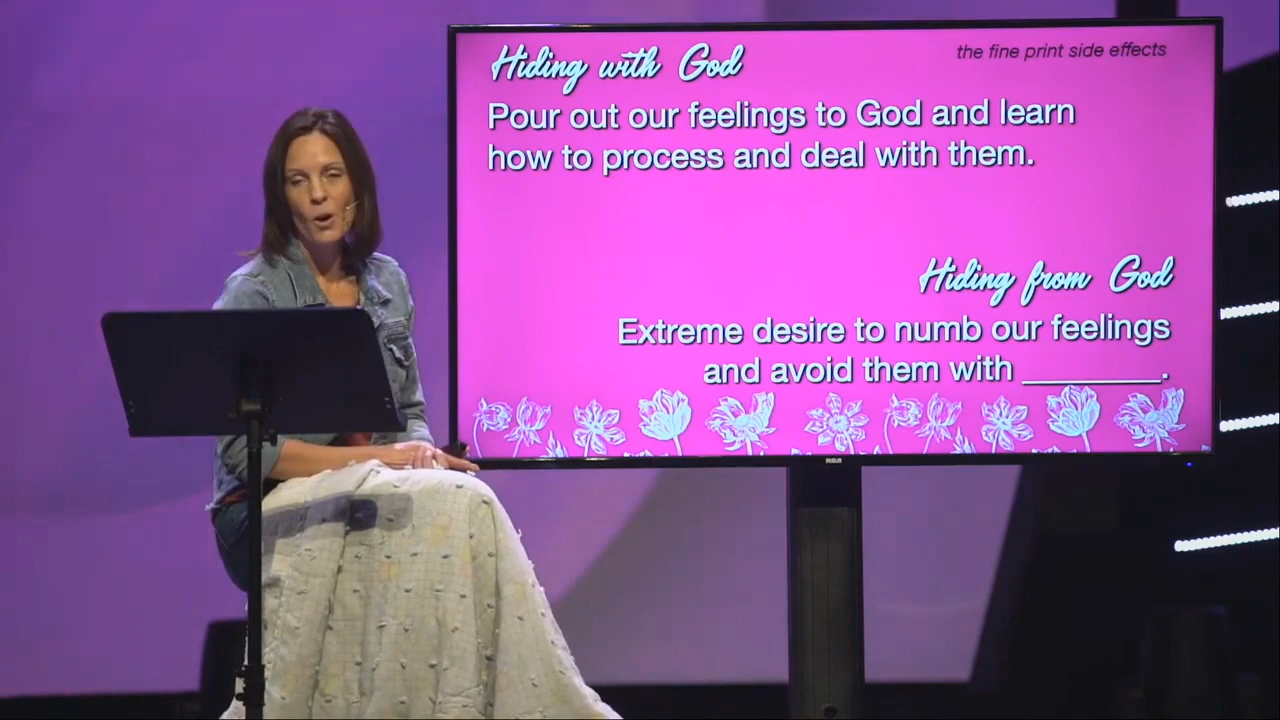 Hiding with God
the fine print side effects
Pour out our feelings to God and learn
how to process and deal with them.
Hiding from God
Extreme desire to numb our feelings
and avoid them with ________.
RCA